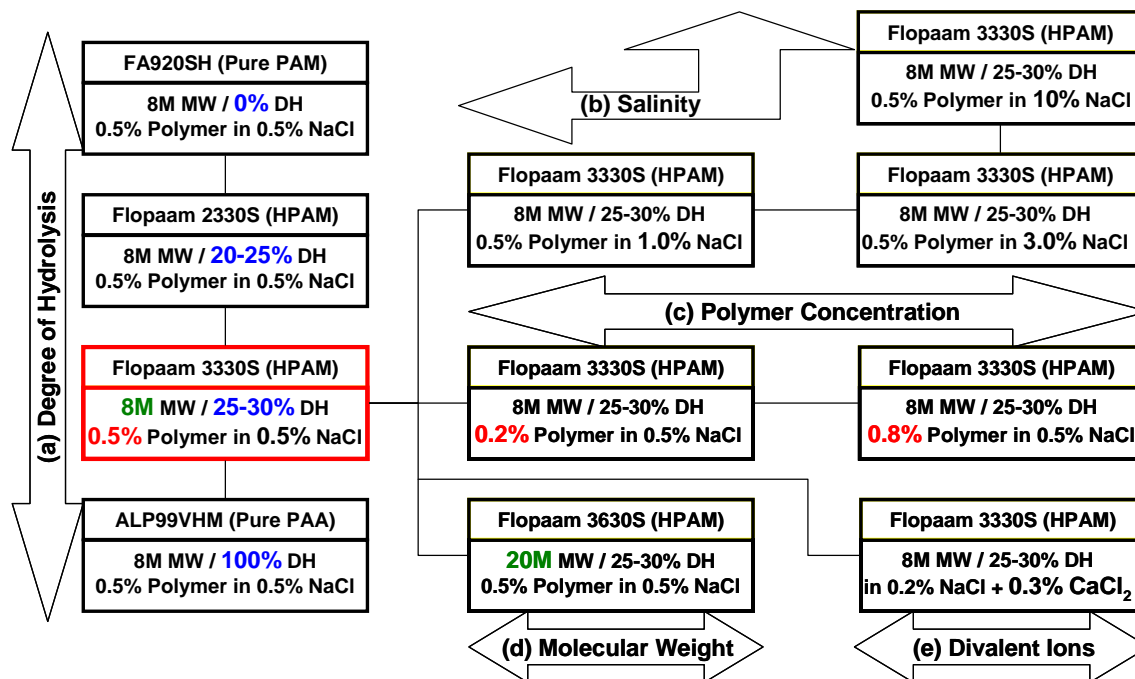 (a) Degree of Hydrolysis
FA920SH (Pure PAM)
8M MW / 0% DH
0.5% Polymer in 0.5% NaCl
Flopaam 2330S (HPAM)
8M MW / 20-25% DH
0.5% Polymer in 0.5% NaCl
Flopaam 3330S (HPAM)
8M MW / 25-30% DH
0.5% Polymer in 0.5% NaCl
ALP99VHM (Pure PAA)
8M MW / 100% DH
0.5% Polymer in 0.5% NaCl
(b) Salinity
Flopaam 3330S (HPAM)
8M MW / 25-30% DH
0.5% Polymer in 10% NaCl
Flopaam 3330S (HPAM)
8M MW / 25-30% DH
0.5% Polymer in 1.0% NaCl
Flopaam 3330S (HPAM)
8M MW / 25-30% DH
0.5% Polymer in 3.0% NaCl
(c) Polymer Concentration
Flopaam 3330S (HPAM)
8M MW / 25-30% DH
0.2% Polymer in 0.5% NaCl
Flopaam 3330S (HPAM)
8M MW / 25-30% DH
0.8% Polymer in 0.5% NaCl
Flopaam 3630S (HPAM)
20M MW / 25-30% DH
0.5% Polymer in 0.5% NaCl
(d) Molecular Weight
Flopaam 3330S (HPAM)
8M MW / 25-30% DH
in 0.2% NaCl + 0.3% CaCl₂
(e) Divalent Ions